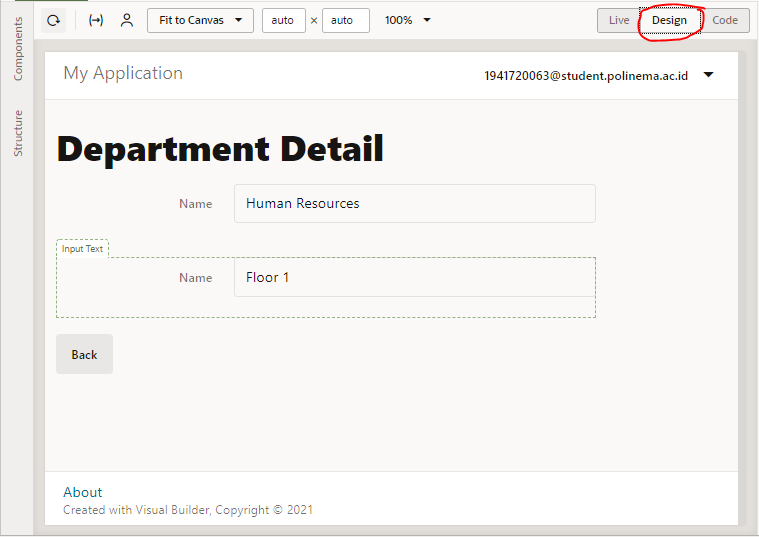 Components
Structure
Fit to Canvas auto × auto 100% Live Design Code
My Application 1941720063@student.polinema.ac.id
Department Detail
Name Human Resources
Input Text
Name Floor 1
Back
About
Created with Visual Builder, Copyright © 2021